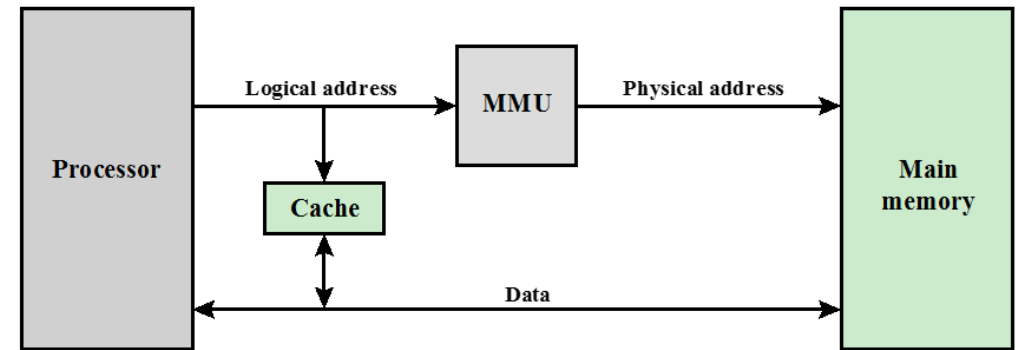 Logical address
MMU
Physical address
Processor
Main
memory
Cache
Data